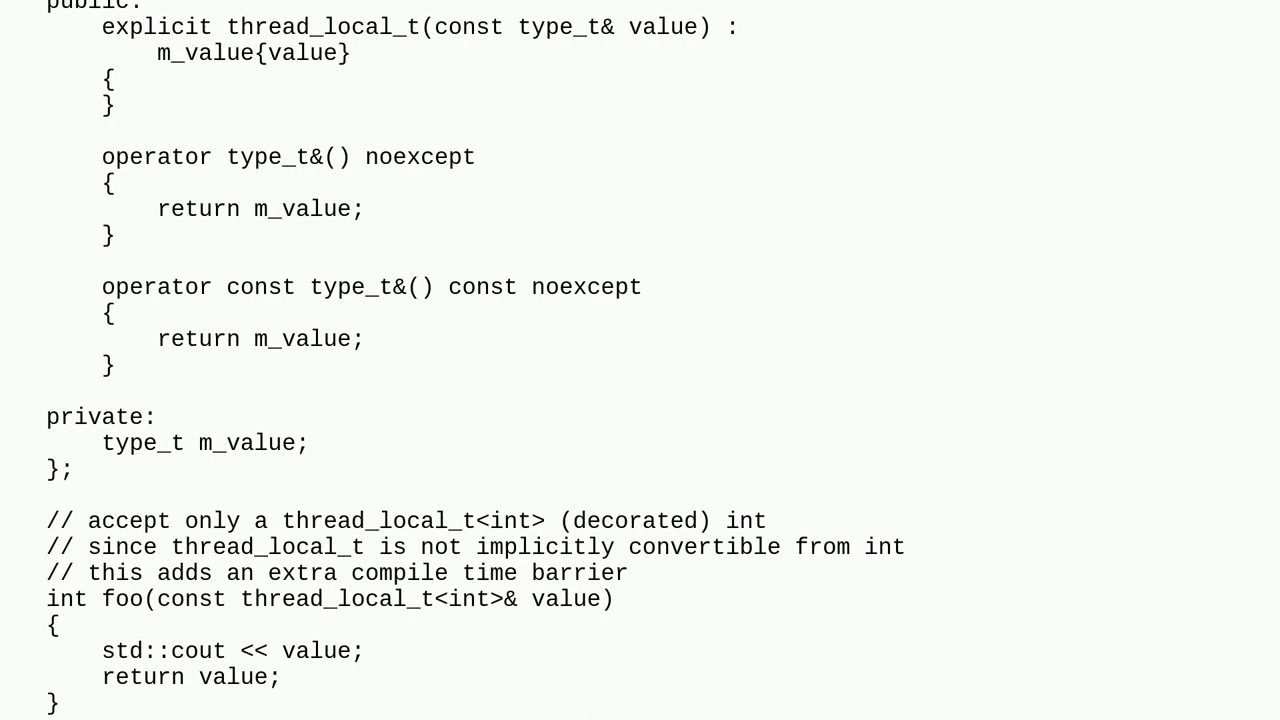 public:
explicit thread_local_t(const type_t& value) :
m_value{value}
{
}
operator type_t&() noexcept
{
return m_value;
}
operator const type_t&() const noexcept
{
return m_value;
}
private:
type_t m_value;
};
// accept only a thread_local_t<int> (decorated) int
// since thread_local_t is not implicitly convertible from int
// this adds an extra compile time barrier
int foo(const thread_local_t<int>& value)
{
std::cout << value;
return value;
}